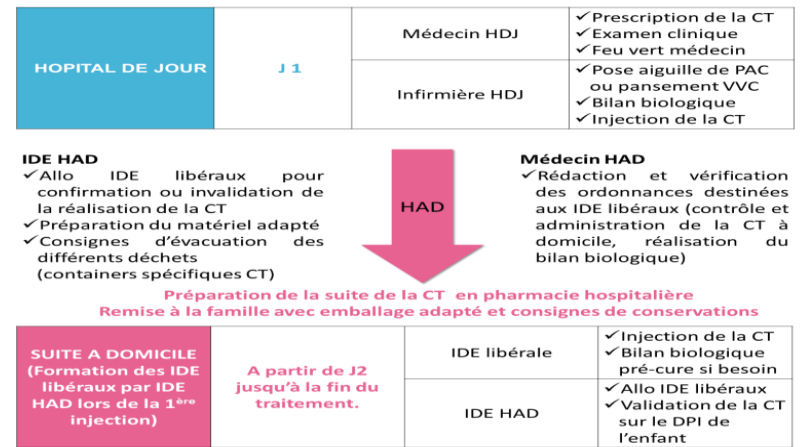 HOPITAL DE JOUR
J 1
Médecin HDJ
✓Prescription de la CT
✓Examen clinique
✓Feu vert médecin
Infirmière HDJ
✓Pose aiguille de PAC
ou pansement VVC
✓Bilan biologique
✓Injection de la CT
IDE HAD
✓Allo IDE libéraux pour
confirmation ou invalidation de
la réalisation de la CT
✓Préparation du matériel adapté
✓Consignes d’évacuation des
différents déchets
(containers spécifiques CT)
HAD
Médecin HAD
✓Rédaction et vérification
des ordonnances destinées
aux IDE libéraux (contrôle et
administration de la CT à
domicile, réalisation du
bilan biologique)
Préparation de la suite de la CT en pharmacie hospitalière
Remise à la famille avec emballage adapté et consignes de conservations
SUITE A DOMICILE
(Formation des IDE
libéraux par IDE
HAD lors de la 1ère
injection)
A partir de J2
jusqu’à la fin du
traitement.
IDE libérale
✓Injection de la CT
✓Bilan biologique
pré-cure si besoin
IDE HAD
✓Allo IDE libéraux
✓Validation de la CT
sur le DPI de
l’enfant